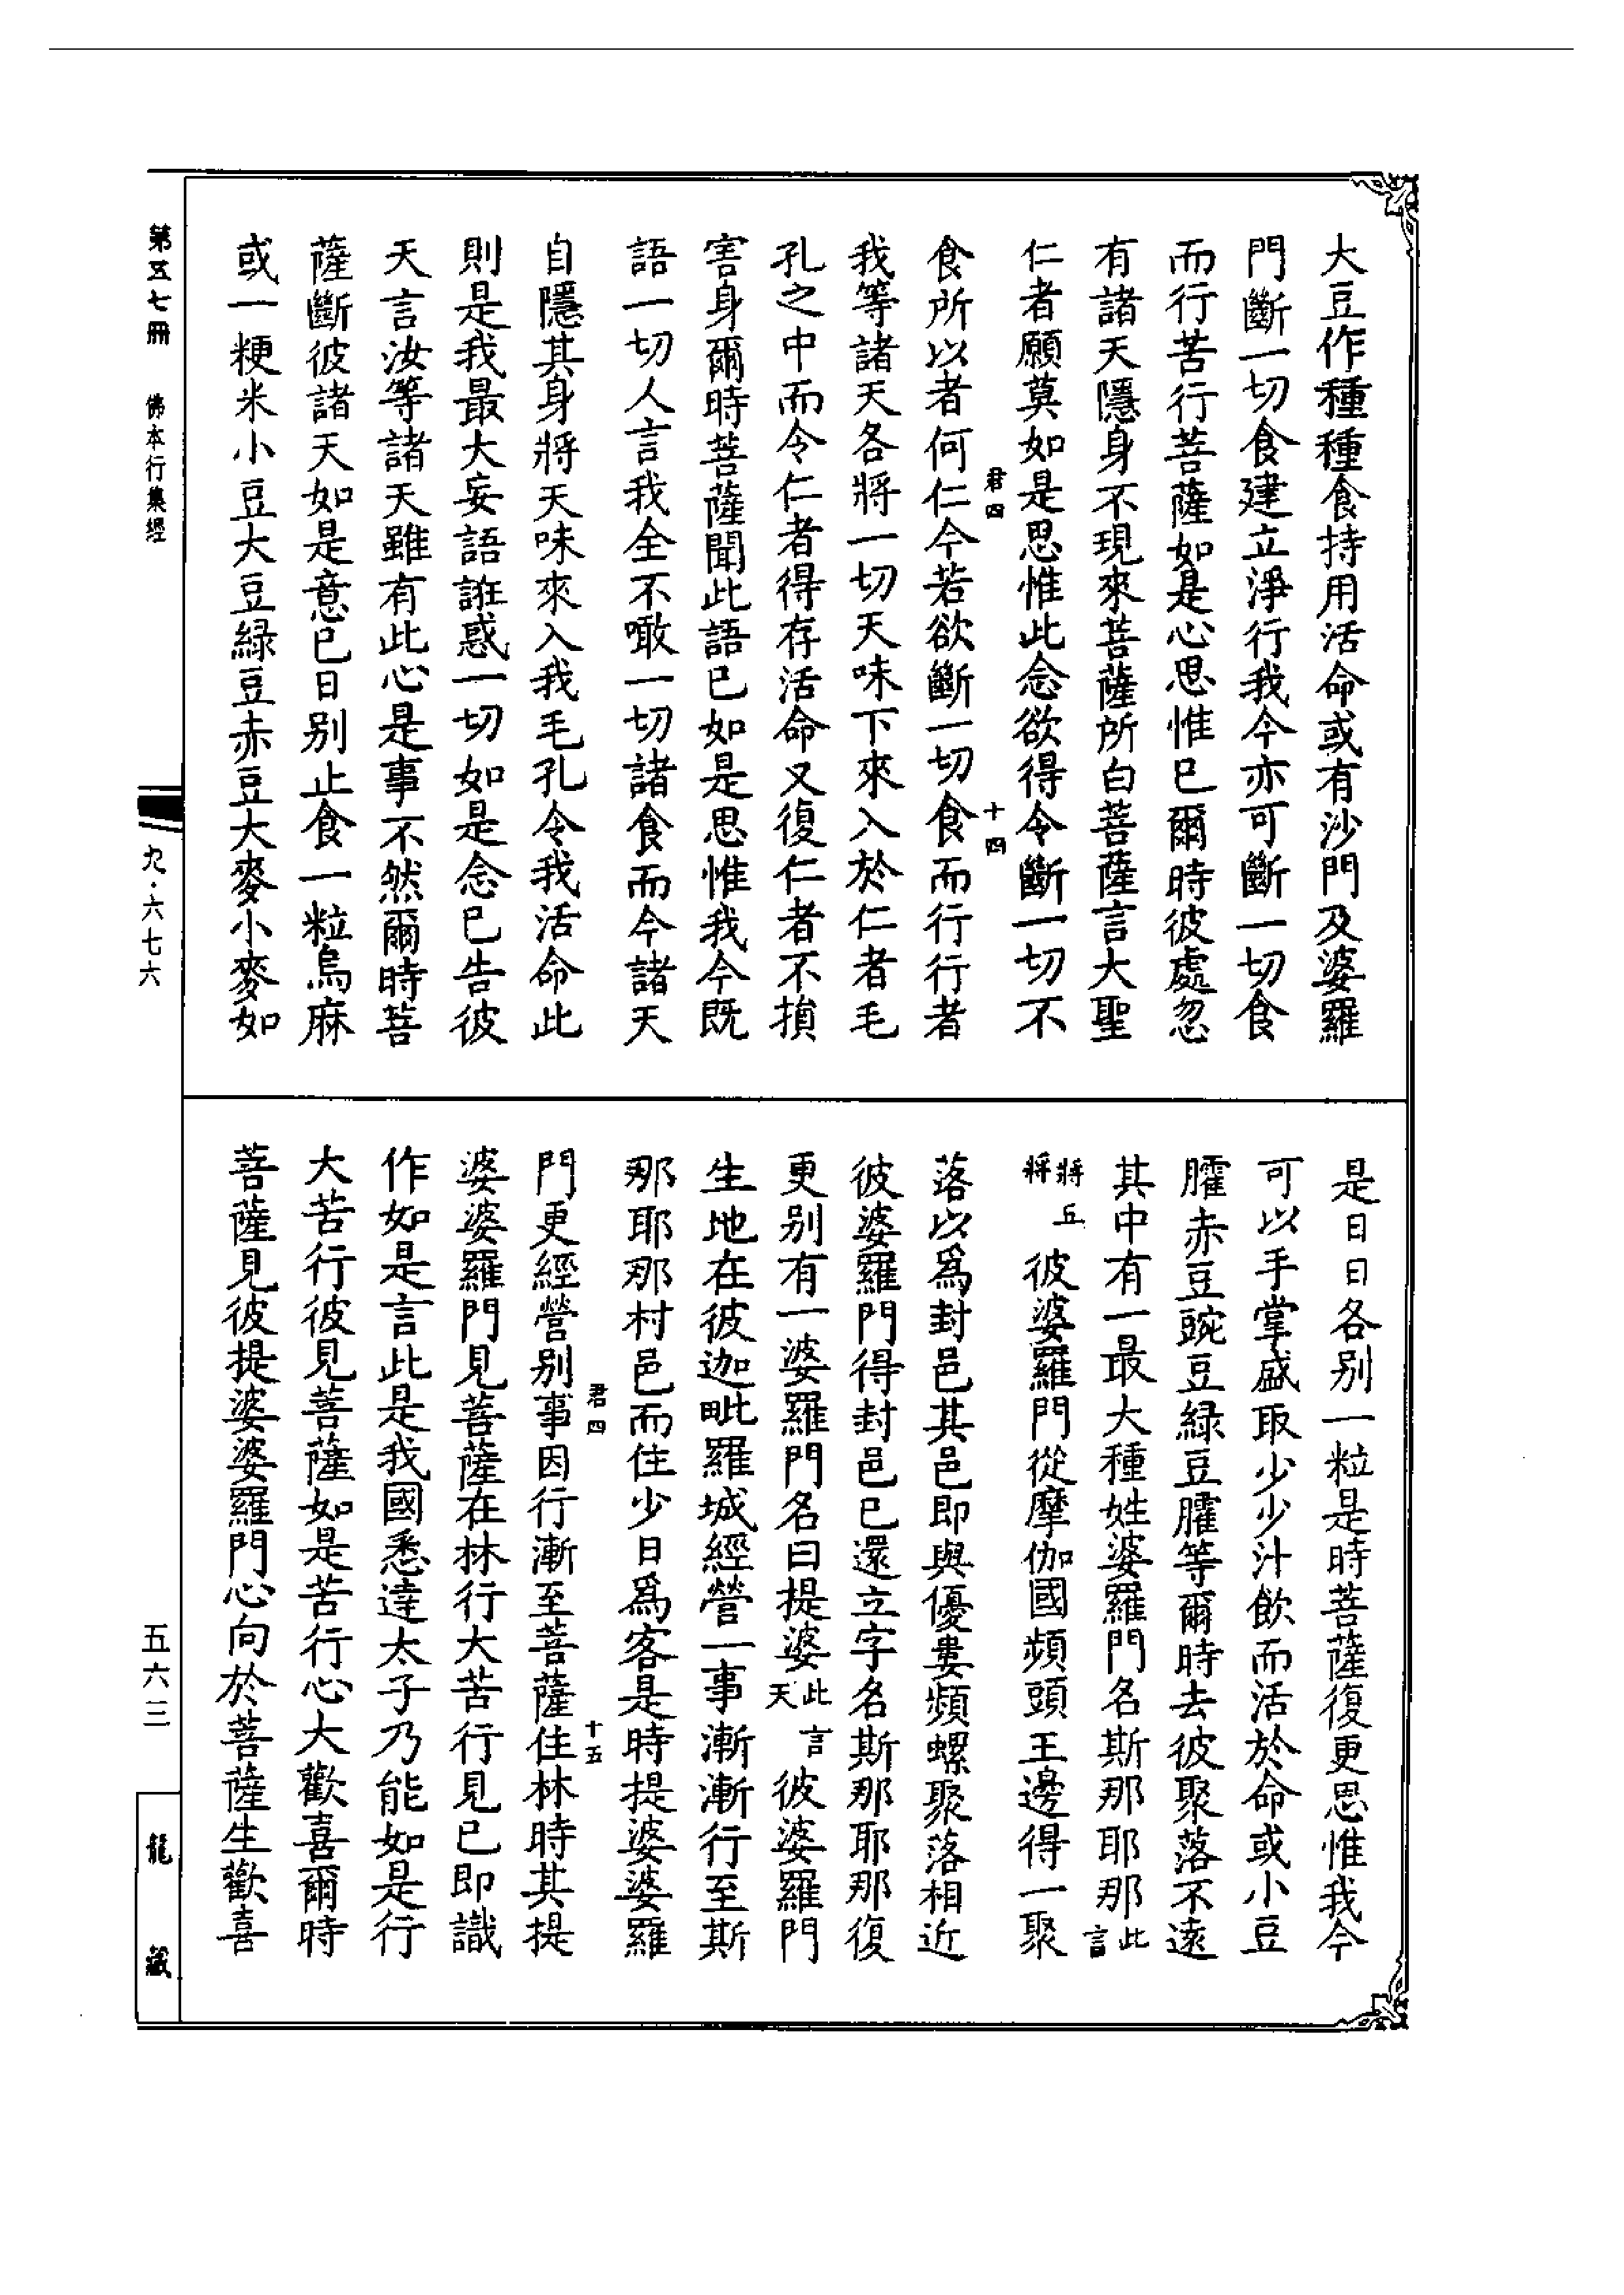 大豆作種種食持用活命或有沙門及婆羅
門斷一切食建立淨行我今亦可斷一切食
而行苦行菩薩如是心思惟已爾時彼處忽
有諸天隱身不現來菩薩所白菩薩言大聖
仁者願莫如是思惟此念欲得令斷一切不
食所以者何仁今若欲斷一切食而行行者
君四
十四
我等諸天各將一切天味下來入於仁者毛
孔之中而令仁者得存活命又復仁者不損
害身爾時菩薩聞此語已如是思惟我今既
語一切人言我全不噉一切諸食而今諸天
自隱其身將天味來入我毛孔令我活命此
則是我最大妄語誑惑一切如是念已告彼
天言汝等諸天雖有此心是事不然爾時菩
薩斷彼諸天如是意已日別止食一粒烏麻
或一粳米小豆大豆綠豆赤豆大麥小麥如
是日日各別一粒是時菩薩復更思惟我今
可以手掌盛取少少汁飲而活於命或小豆
臛赤豆豌豆綠豆臛等爾時去彼聚落不遠
其中有一最大種姓婆羅門名斯那耶那此言
將將丘彼婆羅門從摩伽國頻頭王邊得一聚
落以為封邑其邑即與優婁頻螺聚落相近
彼婆羅門得封邑已還立字名斯那耶那復
更別有一婆羅門名曰提婆此言天彼婆羅門
生地在彼迦毗羅城經營一事漸漸行至斯
那耶那村邑而住少日為客是時提婆婆羅
門更經營別事因行漸至菩薩住林時其提
君四
十五
婆婆羅門見菩薩在林行大苦行見已即識
作如是言此是我國悉達太子乃能如是行
大苦行彼見菩薩如是苦行心大歡喜爾時
菩薩見彼提婆婆羅門心向於菩薩生歡喜
第五七冊
佛本行集經
九·六七六
五六三
龍藏